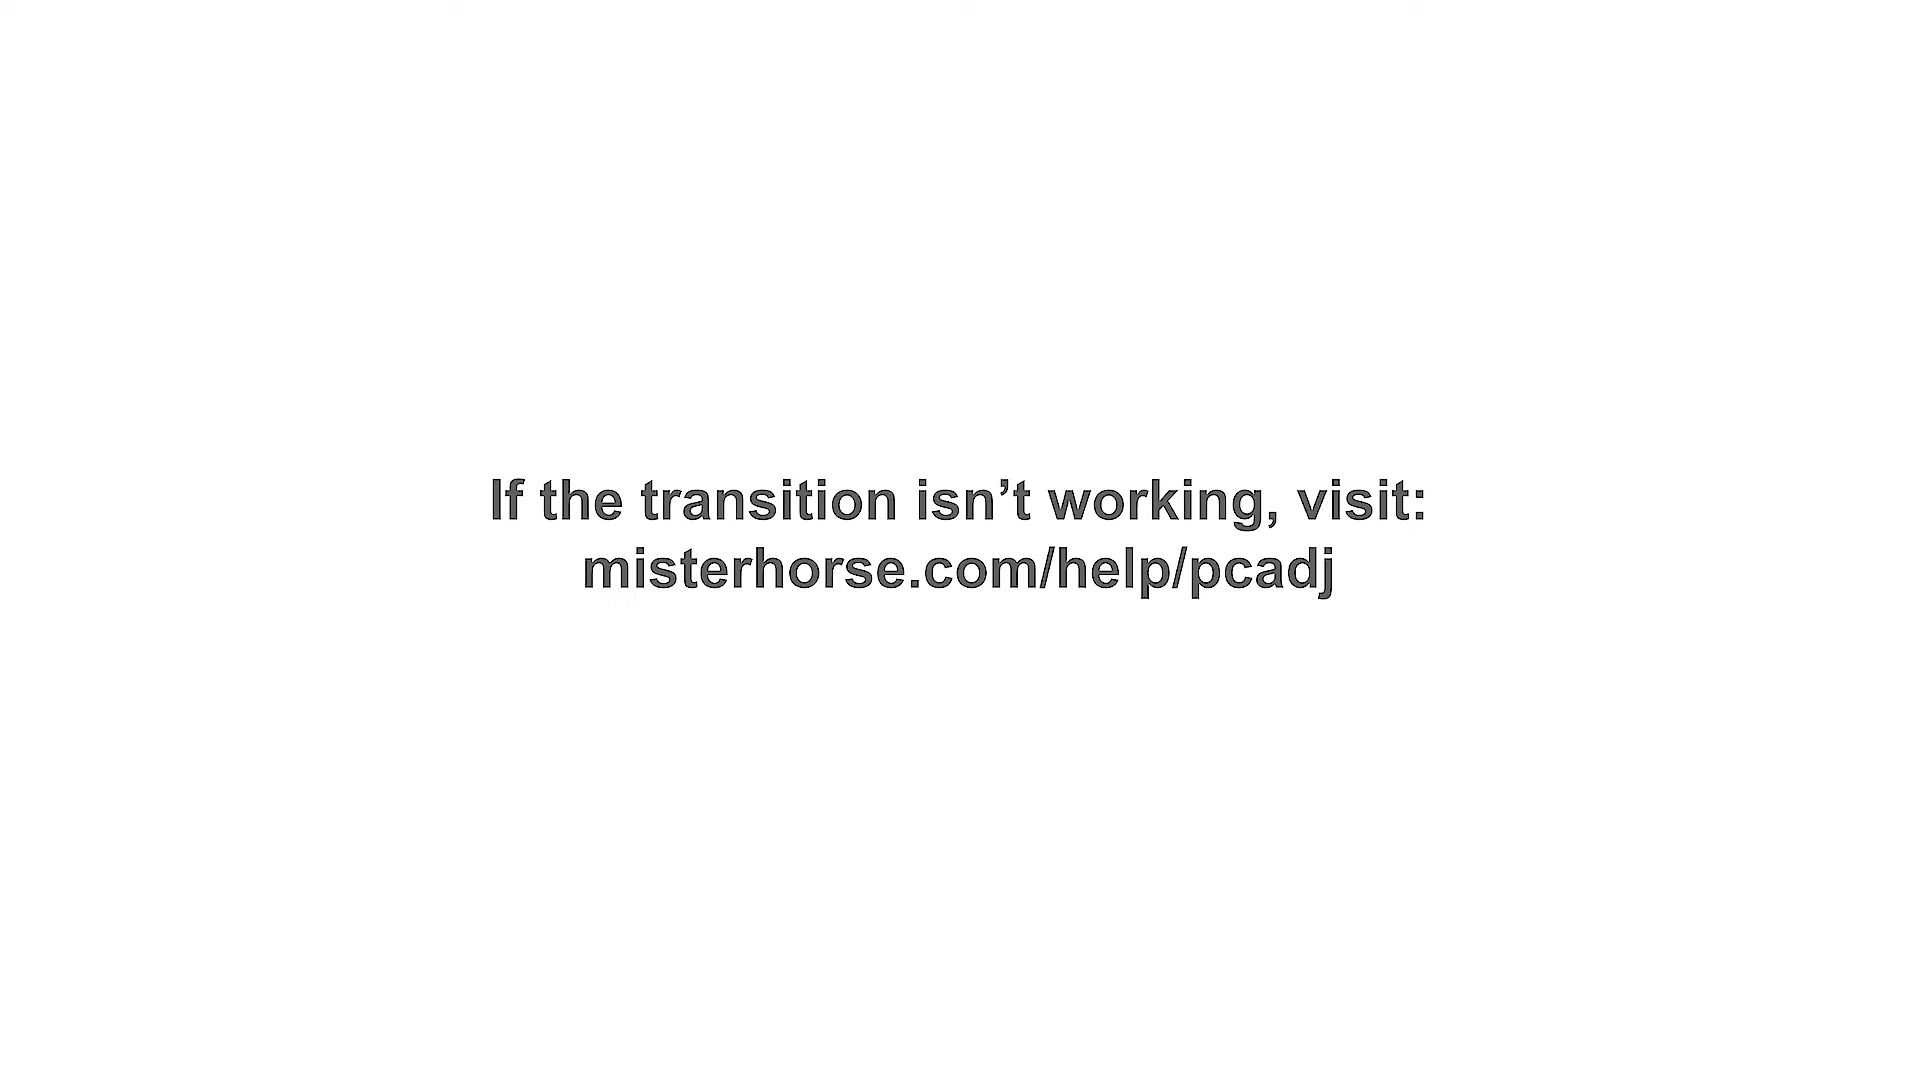 If the transition isn’t working, visit:
misterhorse.com/help/pcadj